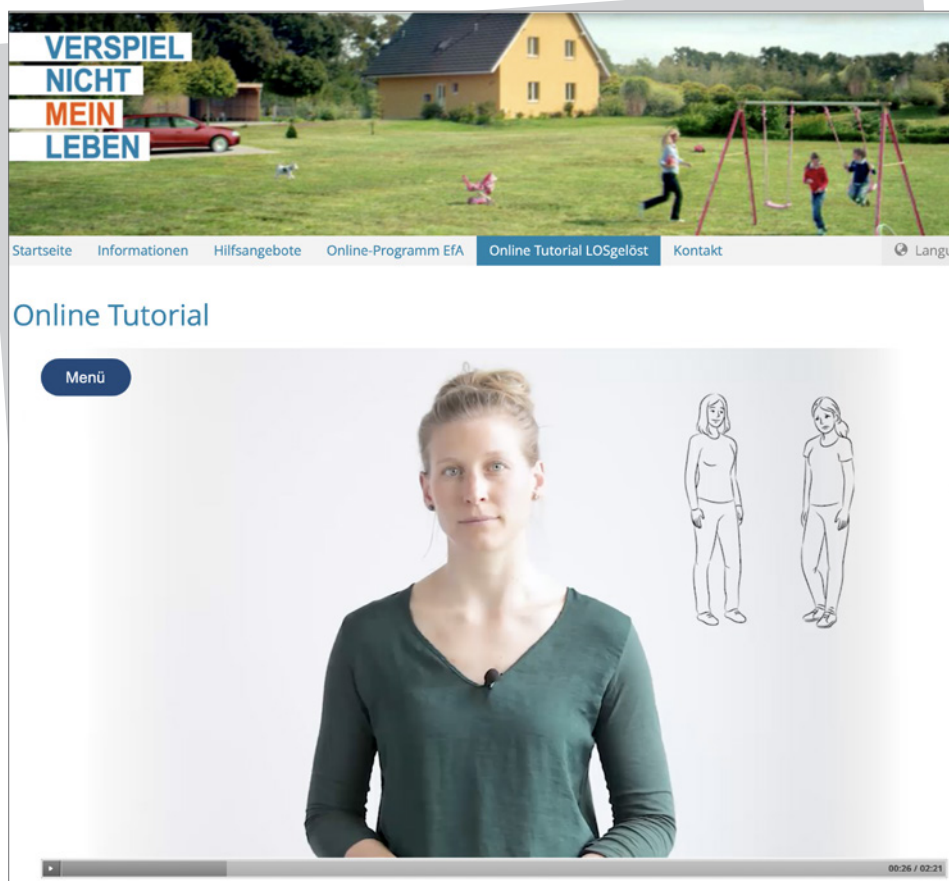 VERSPIEL
NICHT
MEIN
LEBEN
Startseite Informationen Hilfsangebote Online-Programm EfA Online Tutorial LOSgelöst Kontakt Langu
Online Tutorial
Menü
00:26 / 02:21